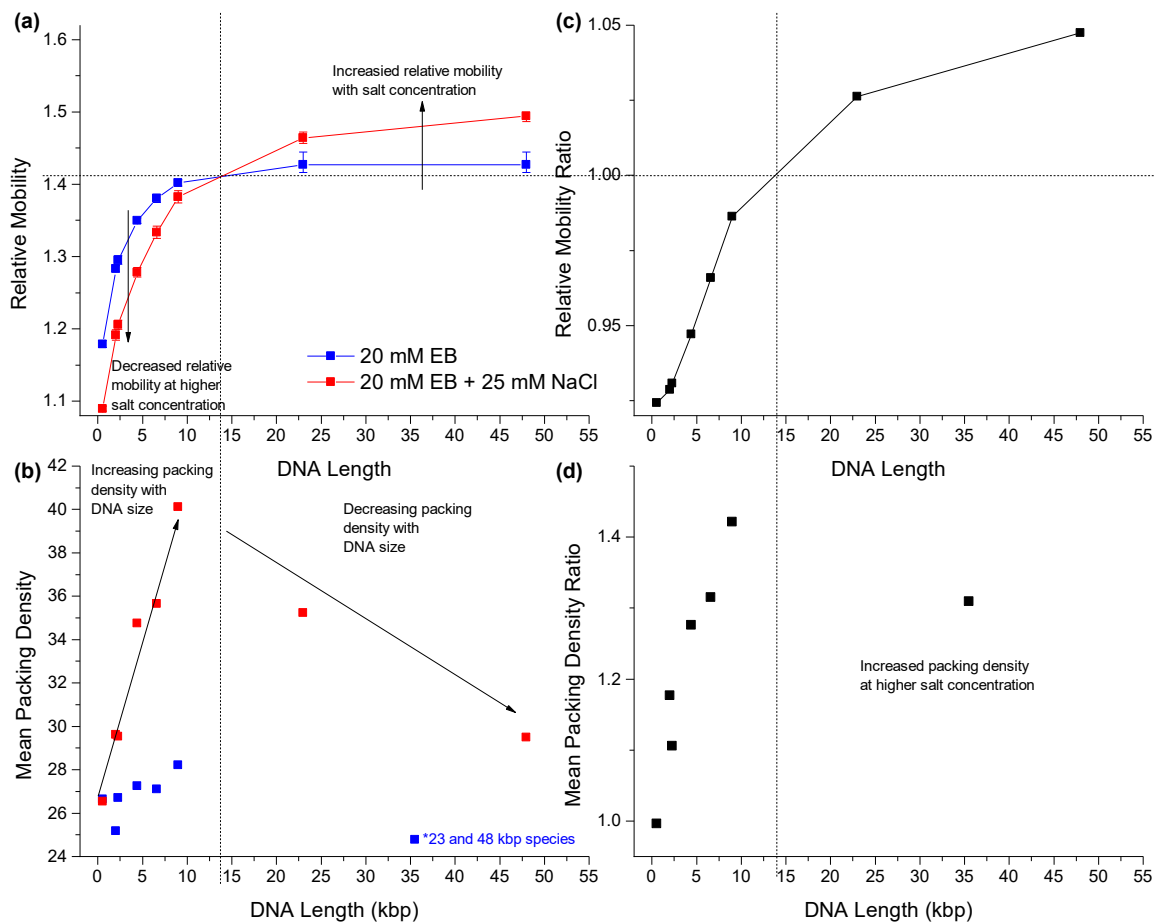 (a)
1.6
1.5
1.4
1.3
1.2
1.1
Relative Mobility
Increasied relative mobility
with salt concentration
Decreased relative
mobility at higher
salt concentration
20 mM EB
20 mM EB + 25 mM NaCl
0 5 10 15 20 25 30 35 40 45 50 55
DNA Length
(c)
1.05
1.00
0.95
Relative Mobility Ratio
0 5 10 15 20 25 30 35 40 45 50 55
DNA Length
(b)
42
40
38
36
34
32
30
28
26
24
Mean Packing Density
Increasing packing
density with
DNA size
Decreasing packing
density with
DNA size
*23 and 48 kbp species
0 5 10 15 20 25 30 35 40 45 50 55
DNA Length (kbp)
(d)
1.4
1.2
1.0
Mean Packing Density Ratio
Increased packing density
at higher salt concentration
0 5 10 15 20 25 30 35 40 45 50 55
DNA Length (kbp)